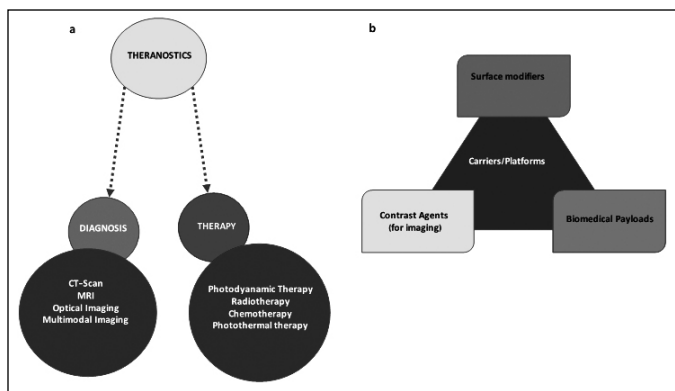 a
THERANOSTICS
DIAGNOSIS
THERAPY
CT-Scan
MRI
Optical Imaging
Multimodal Imaging
Photodyanamic Therapy
Radiotherapy
Chemotherapy
Photothermal therapy
b
Surface modifiers
Carriers/Platforms
Contrast Agents
(for imaging)
Biomedical Payloads